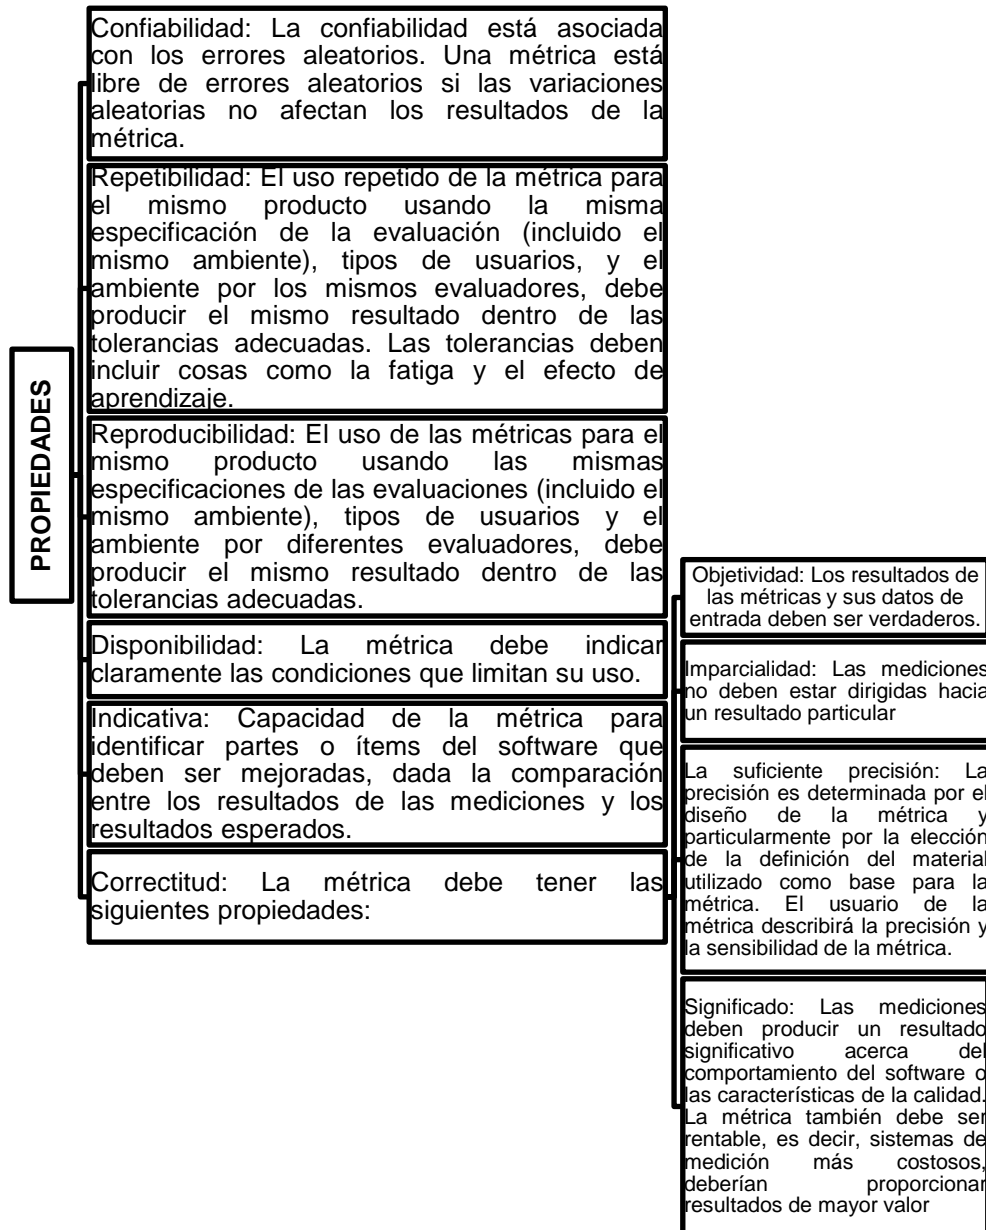 PROPIEDADES
Confiabilidad: La confiabilidad está asociada
con los errores aleatorios. Una métrica está
libre de errores aleatorios si las variaciones
aleatorias no afectan los resultados de la
métrica.
Repetibilidad: El uso repetido de la métrica para
el mismo producto usando la misma
especificación de la evaluación (incluido el
mismo ambiente), tipos de usuarios, y el
ambiente por los mismos evaluadores, debe
producir el mismo resultado dentro de las
tolerancias adecuadas. Las tolerancias deben
incluir cosas como la fatiga y el efecto de
aprendizaje.
Reproducibilidad: El uso de las métricas para el
mismo producto usando las mismas
especificaciones de las evaluaciones (incluido el
mismo ambiente), tipos de usuarios y el
ambiente por diferentes evaluadores, debe
producir el mismo resultado dentro de las
tolerancias adecuadas.
Disponibilidad: La métrica debe indicar
claramente las condiciones que limitan su uso.
Indicativa: Capacidad de la métrica para
identificar partes o ítems del software que
deben ser mejoradas, dada la comparación
entre los resultados de las mediciones y los
resultados esperados.
Correctitud: La métrica debe tener las
siguientes propiedades:
Objetividad: Los resultados de
las métricas y sus datos de
entrada deben ser verdaderos.
Imparcialidad: Las mediciones
no deben estar dirigidas hacia
un resultado particular
La suficiente precisión: La
precisión es determinada por el
diseño de la métrica y
particularmente por la elección
de la definición del material
utilizado como base para la
métrica. El usuario de la
métrica describirá la precisión y
la sensibilidad de la métrica.
Significado: Las mediciones
deben producir un resultado
significativo acerca del
comportamiento del software o
las características de la calidad.
La métrica también debe ser
rentable, es decir, sistemas de
medición más costosos,
deberían proporcionar
resultados de mayor valor